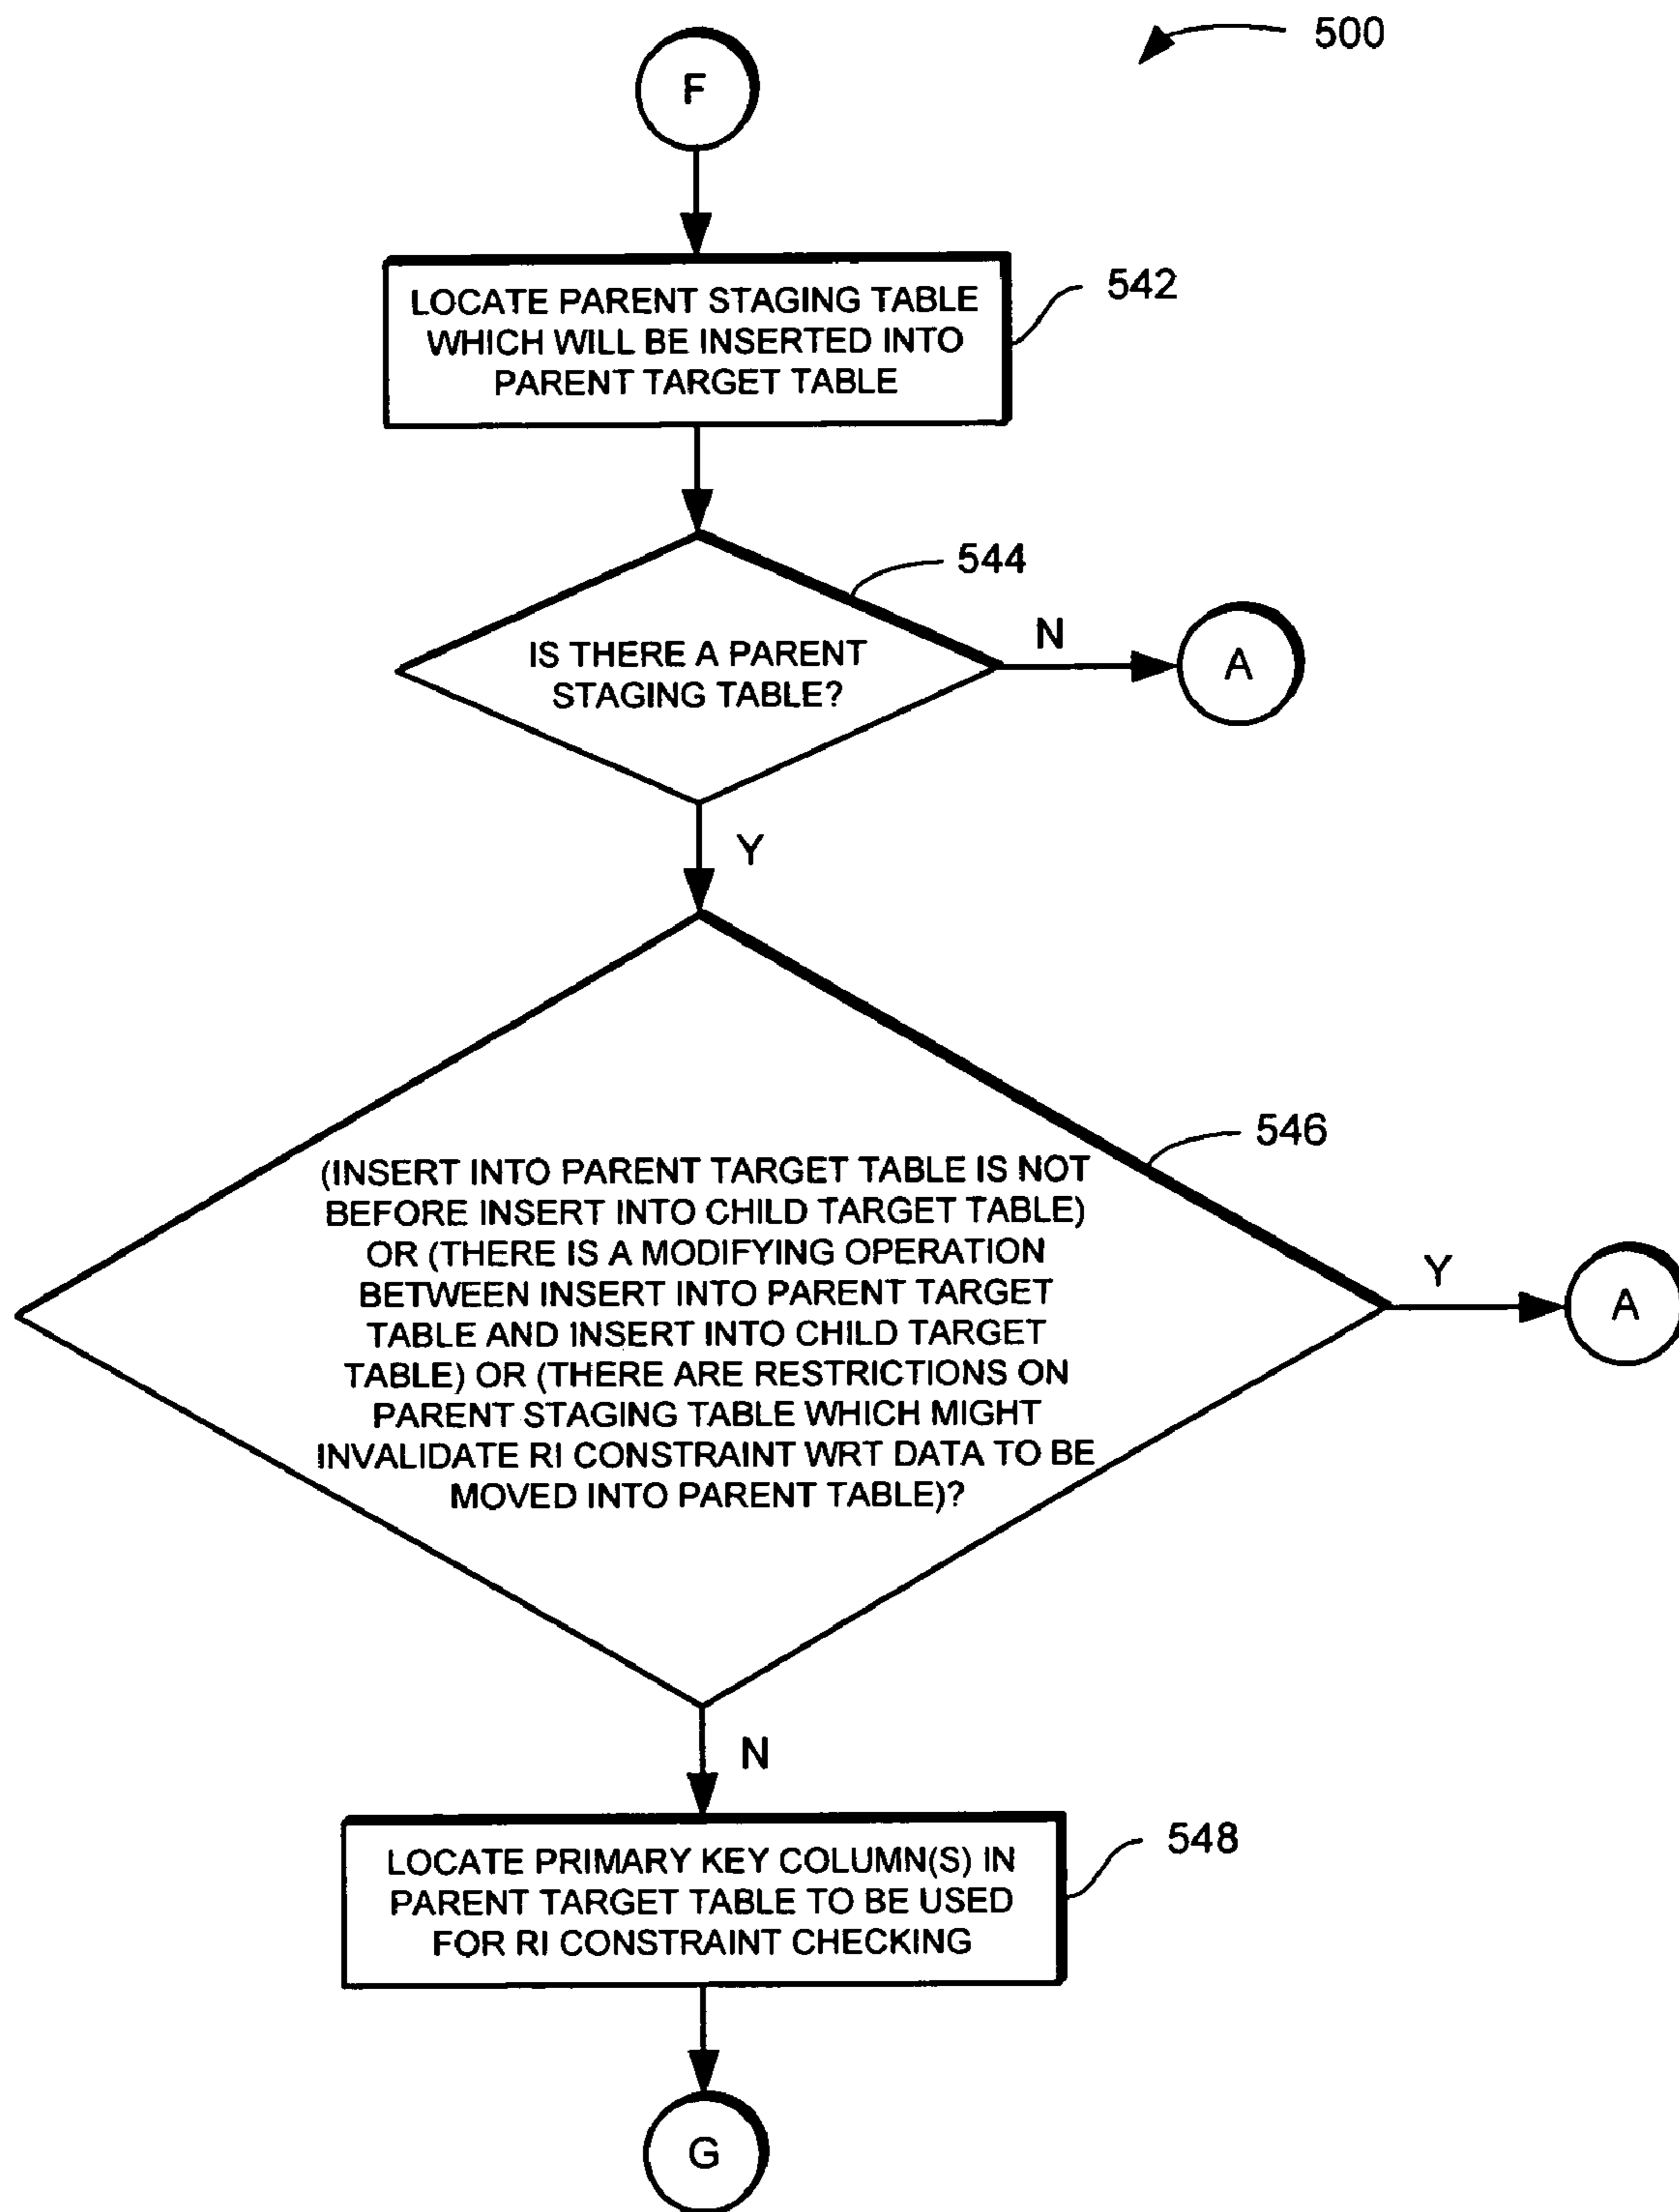 500
F
LOCATE PARENT STAGING TABLE
WHICH WILL BE INSERTED INTO
PARENT TARGET TABLE
542
544
IS THERE A PARENT
STAGING TABLE?
N
A
Y
546
(INSERT INTO PARENT TARGET TABLE IS NOT
BEFORE INSERT INTO CHILD TARGET TABLE)
OR (THERE IS A MODIFYING OPERATION
BETWEEN INSERT INTO PARENT TARGET
TABLE AND INSERT INTO CHILD TARGET
TABLE) OR (THERE ARE RESTRICTIONS ON
PARENT STAGING TABLE WHICH MIGHT
INVALIDATE RI CONSTRAINT WRT DATA TO BE
MOVED INTO PARENT TABLE)?
Y
A
N
548
LOCATE PRIMARY KEY COLUMN(S) IN
PARENT TARGET TABLE TO BE USED
FOR RI CONSTRAINT CHECKING
G